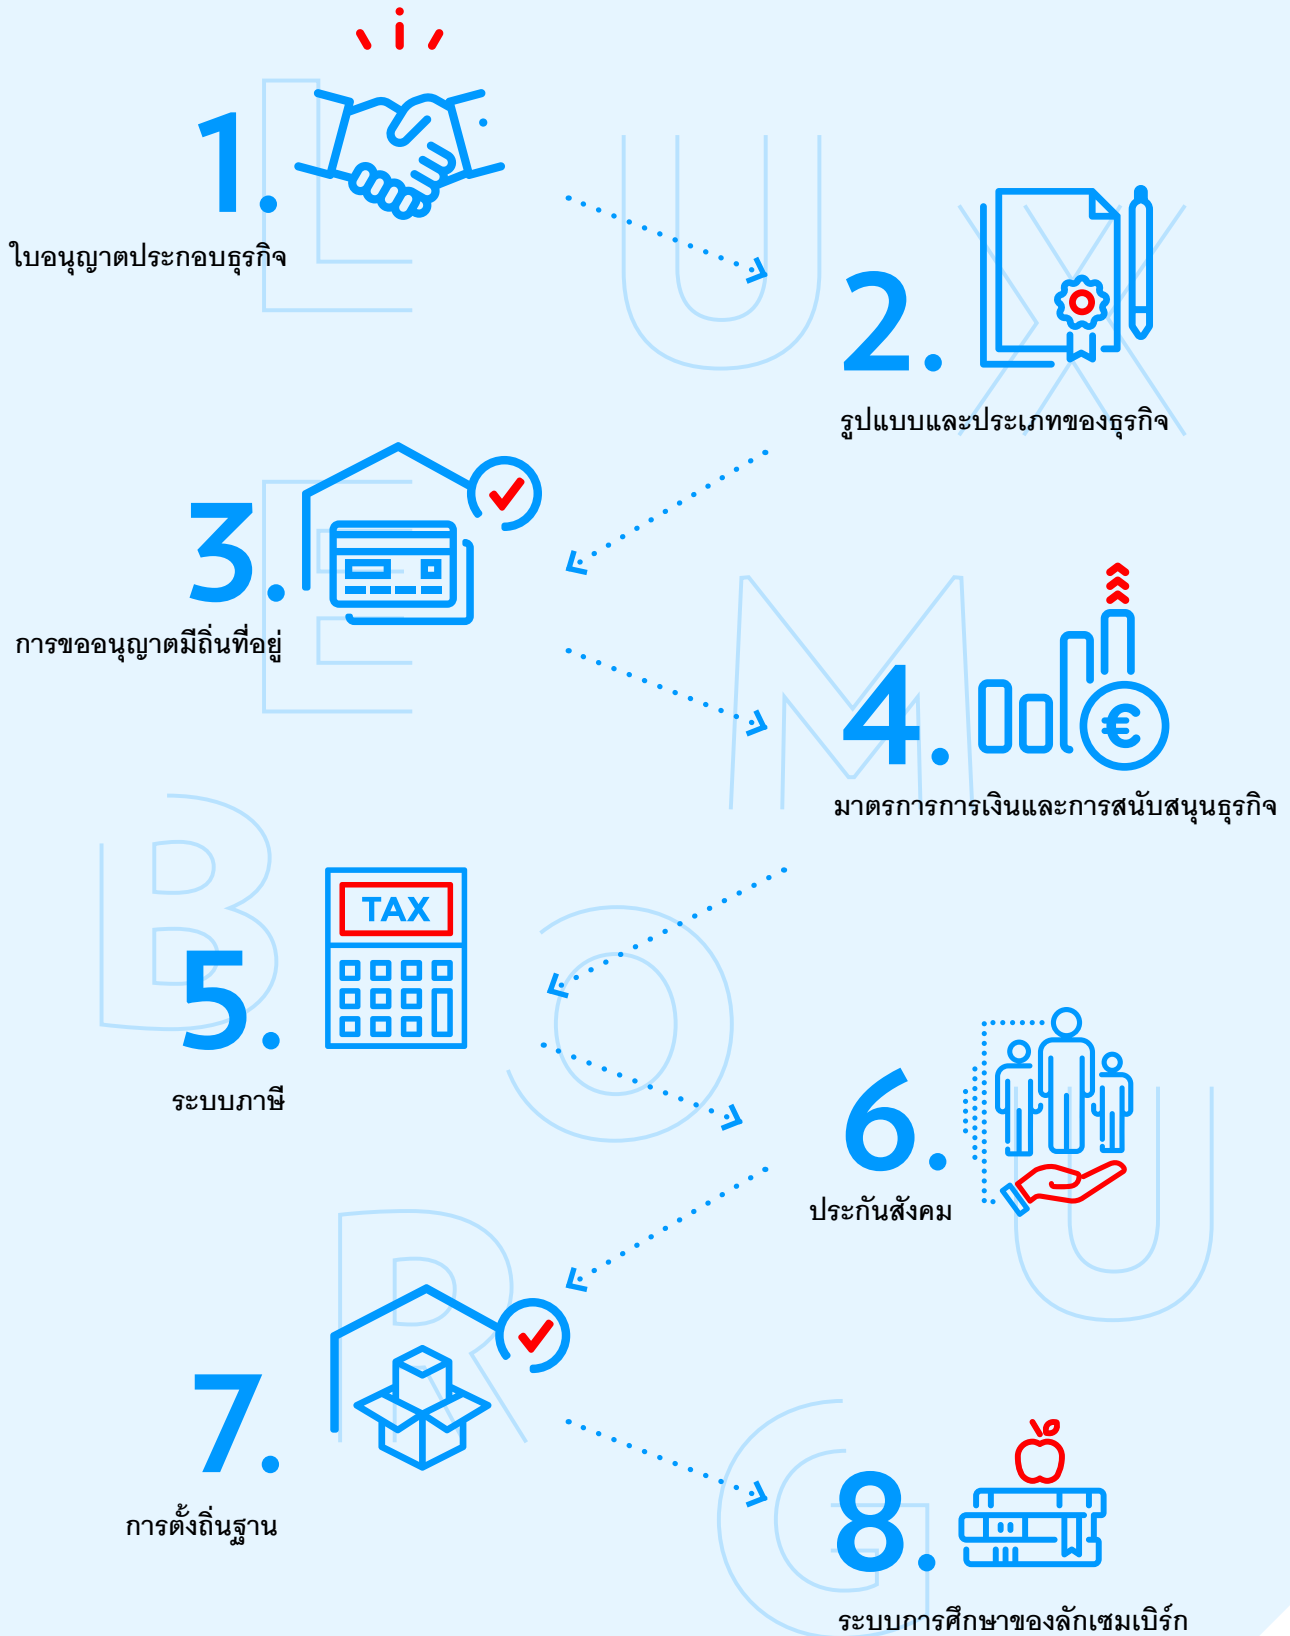 1.
ใบอนุญาตประกอบธุรกิจ
2.
รูปแบบและประเภทของธุรกิจ
3.
การขออนุญาตมีถิ่นที่อยู่
4.
€
มาตรการการเงินและการสนับสนุนธุรกิจ
TAX
5.
ระบบภาษี
6.
ประกันสังคม
7.
การตั้งถิ่นฐาน
8.
ระบบการศึกษาของลักเซมเบิร์ก
L
U
X
E
M
B
O
U
R
G